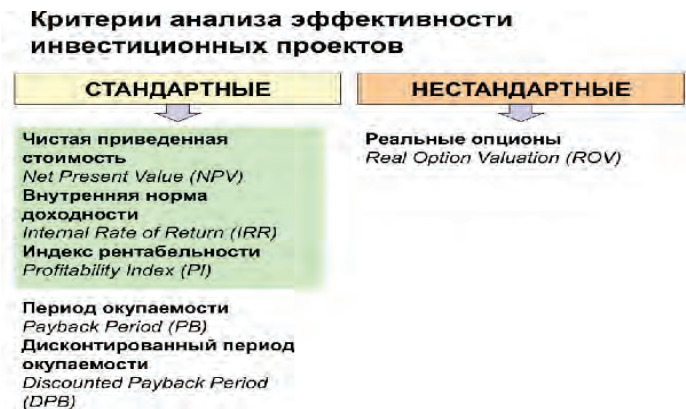 Критерии анализа эффективности
инвестиционных проектов
СТАНДАРТНЫЕ
Чистая приведенная
стоимость
Net Present Value (NPV)
Внутренняя норма
доходности
Internal Rate of Return (IRR)
Индекс рентабельности
Profitability Index (PI)
Период окупаемости
Payback Period (PB)
Дисконтированный период
окупаемости
Discounted Payback Period
(DPB)
НЕСТАНДАРТНЫЕ
Реальные опционы
Real Option Valuation (ROV)